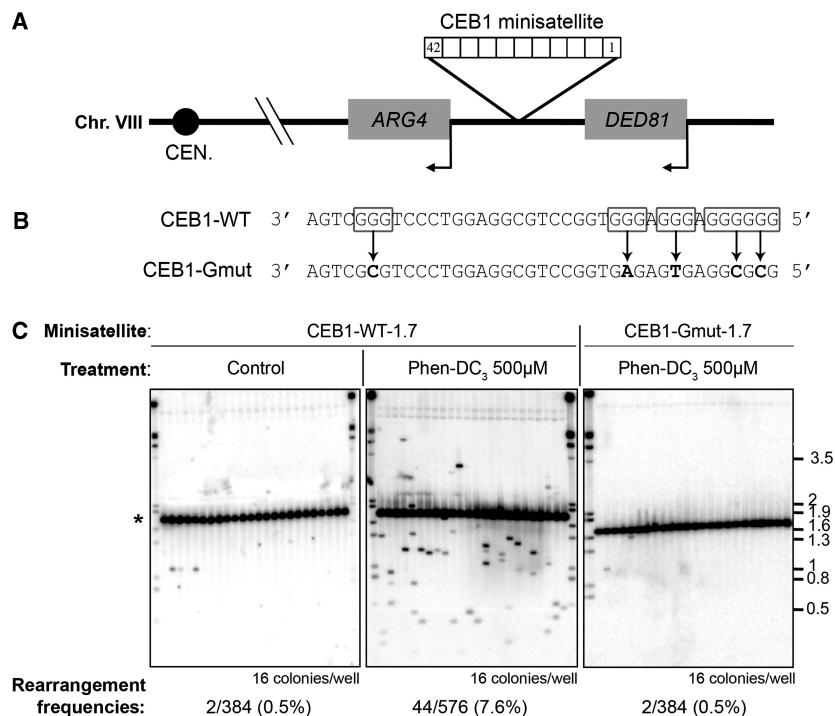 A
CEB1 minisatellite
42 1
Chr. VIII
CEN.
ARG4
DED81
B
CEB1-WT 3’ AGTCGGGTCCCTGGAGGCGTCCGGTGGGAGGGAGGGGGG 5’
CEB1-Gmut 3’ AGTCGCGTCCCTGGAGGCGTCCGGTGAGAGTGAGGCGCG 5’
C
Minisatellite: CEB1-WT-1.7 CEB1-Gmut-1.7
Treatment: Control Phen-DC3 500µM Phen-DC3 500µM
3.5
2
1.9
1.6
1.3
1
0.8
0.5
*
16 colonies/well 16 colonies/well 16 colonies/well
Rearrangement
frequencies: 2/384 (0.5%) 44/576 (7.6%) 2/384 (0.5%)